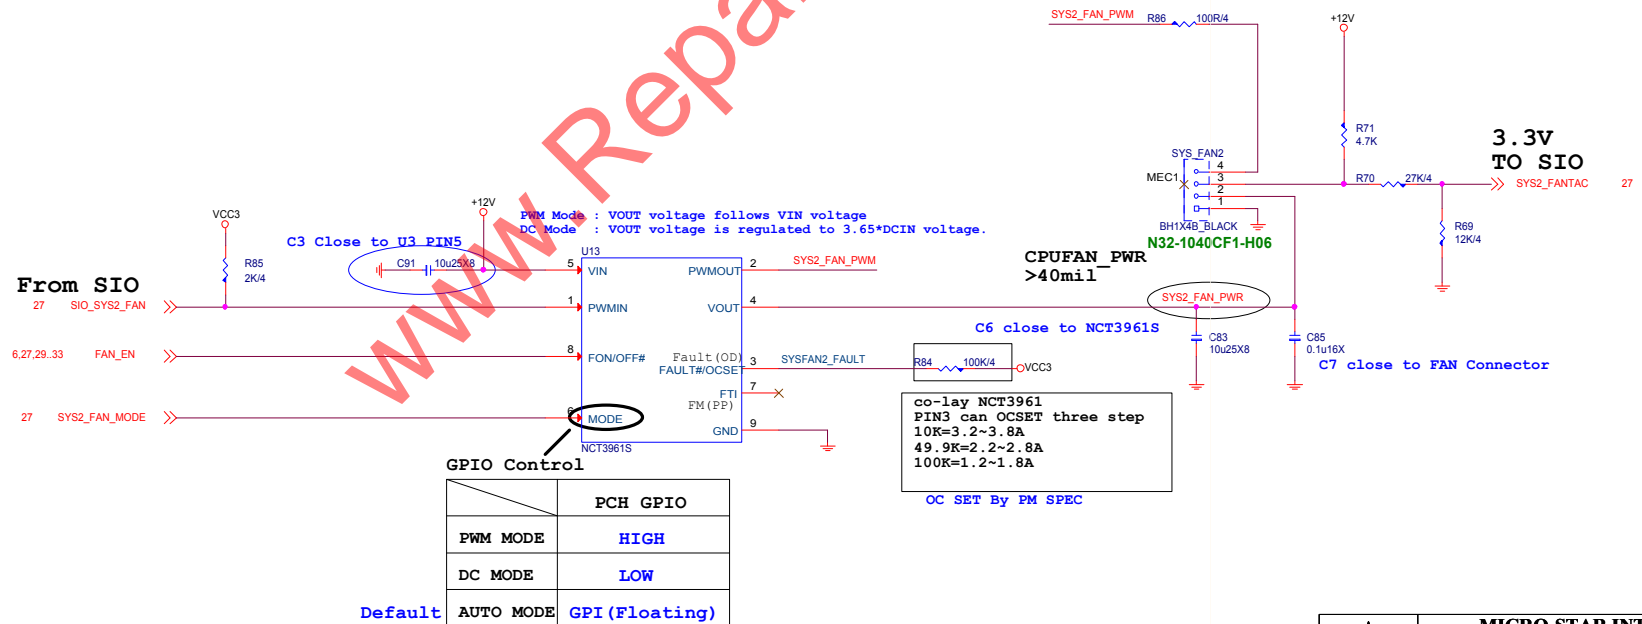 SYS2_FAN_PWM
R86
100R/4
+12V
R71
4.7K
3.3V
TO SIO
SYS_FAN2
4
MEC1
3
2
1
R70
27K/4
SYS2_FANTAC
27
BH1X4B_BLACK
N32-1040CF1-H06
R69
12K/4
VCC3
+12V
PWM Mode : VOUT voltage follows VIN voltage
DC Mode : VOUT voltage is regulated to 3.65*DCIN voltage.
C3 Close to U3 PIN5
C91
10u25X8
R85
2K/4
U13
5
VIN
PWMOUT
2
SYS2_FAN_PWM
CPUFAN_PWR
>40mil
From SIO
27
SIO_SYS2_FAN
1
PWMIN
VOUT
4
SYS2_FAN_PWR
C6 close to NCT3961S
C83
10u25X8
C85
0.1u16X
C7 close to FAN Connector
6,27,29..33
FAN_EN
8
FON/OFF#
Fault(OD)
FAULT#/OCSET
3
SYSFAN2_FAULT
R84
100K/4
VCC3
FTI
7
FM(PP)
27
SYS2_FAN_MODE
6
MODE
GND
9
NCT3961S
co-lay NCT3961
PIN3 can OCSET three step
10K=3.2~3.8A
49.9K=2.2~2.8A
100K=1.2~1.8A
OC SET By PM SPEC
GPIO Control
PCH GPIO
PWM MODE
HIGH
DC MODE
LOW
Default
AUTO MODE
GPI(Floating)
www.Repa
MICRO-STAR INT